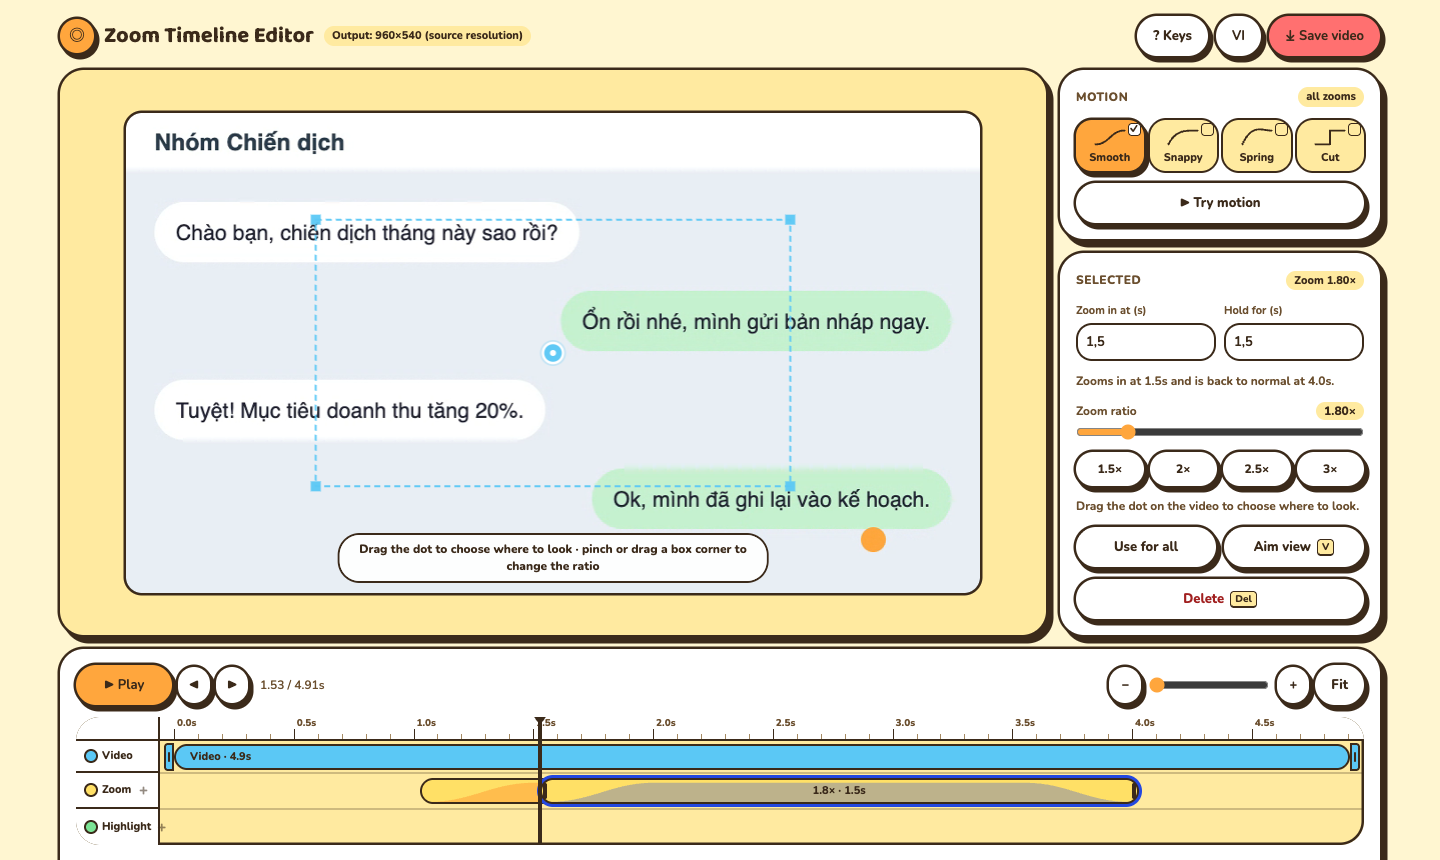 Zoom Timeline Editor
Output: 960×540 (source resolution)
? Keys
VI
Save video
Nhóm Chiến dịch
Chào bạn, chiến dịch tháng này sao rồi?
Ổn rồi nhé, mình gửi bản nháp ngay.
Tuyệt! Mục tiêu doanh thu tăng 20%.
Ok, mình đã ghi lại vào kế hoạch.
Drag the dot to choose where to look · pinch or drag a box corner to
change the ratio
MOTION
all zooms
Smooth
Snappy
Spring
Cut
Try motion
SELECTED
Zoom 1.80×
Zoom in at (s)
Hold for (s)
1,5
1,5
Zooms in at 1.5s and is back to normal at 4.0s.
Zoom ratio
1.80×
1.5×
2×
2.5×
3×
Drag the dot on the video to choose where to look.
Use for all
Aim view V
Delete Del
Play
1.53 / 4.91s
−
+
Fit
0.0s
0.5s
1.0s
1.5s
2.0s
2.5s
3.0s
3.5s
4.0s
4.5s
Video
Video · 4.9s
Zoom +
1.8× · 1.5s
Highlight +